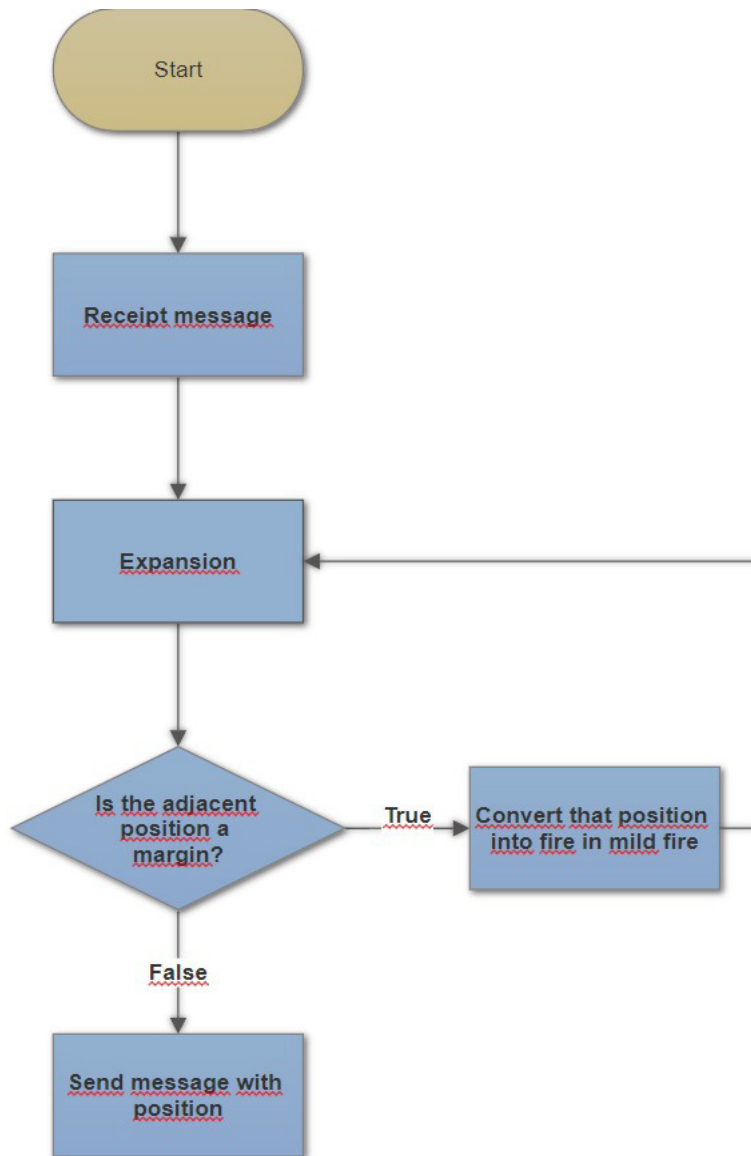 Start
Receipt message
Expansion
Is the adjacent
position a
margin?
True
Convert that position
into fire in mild fire
False
Send message with
position